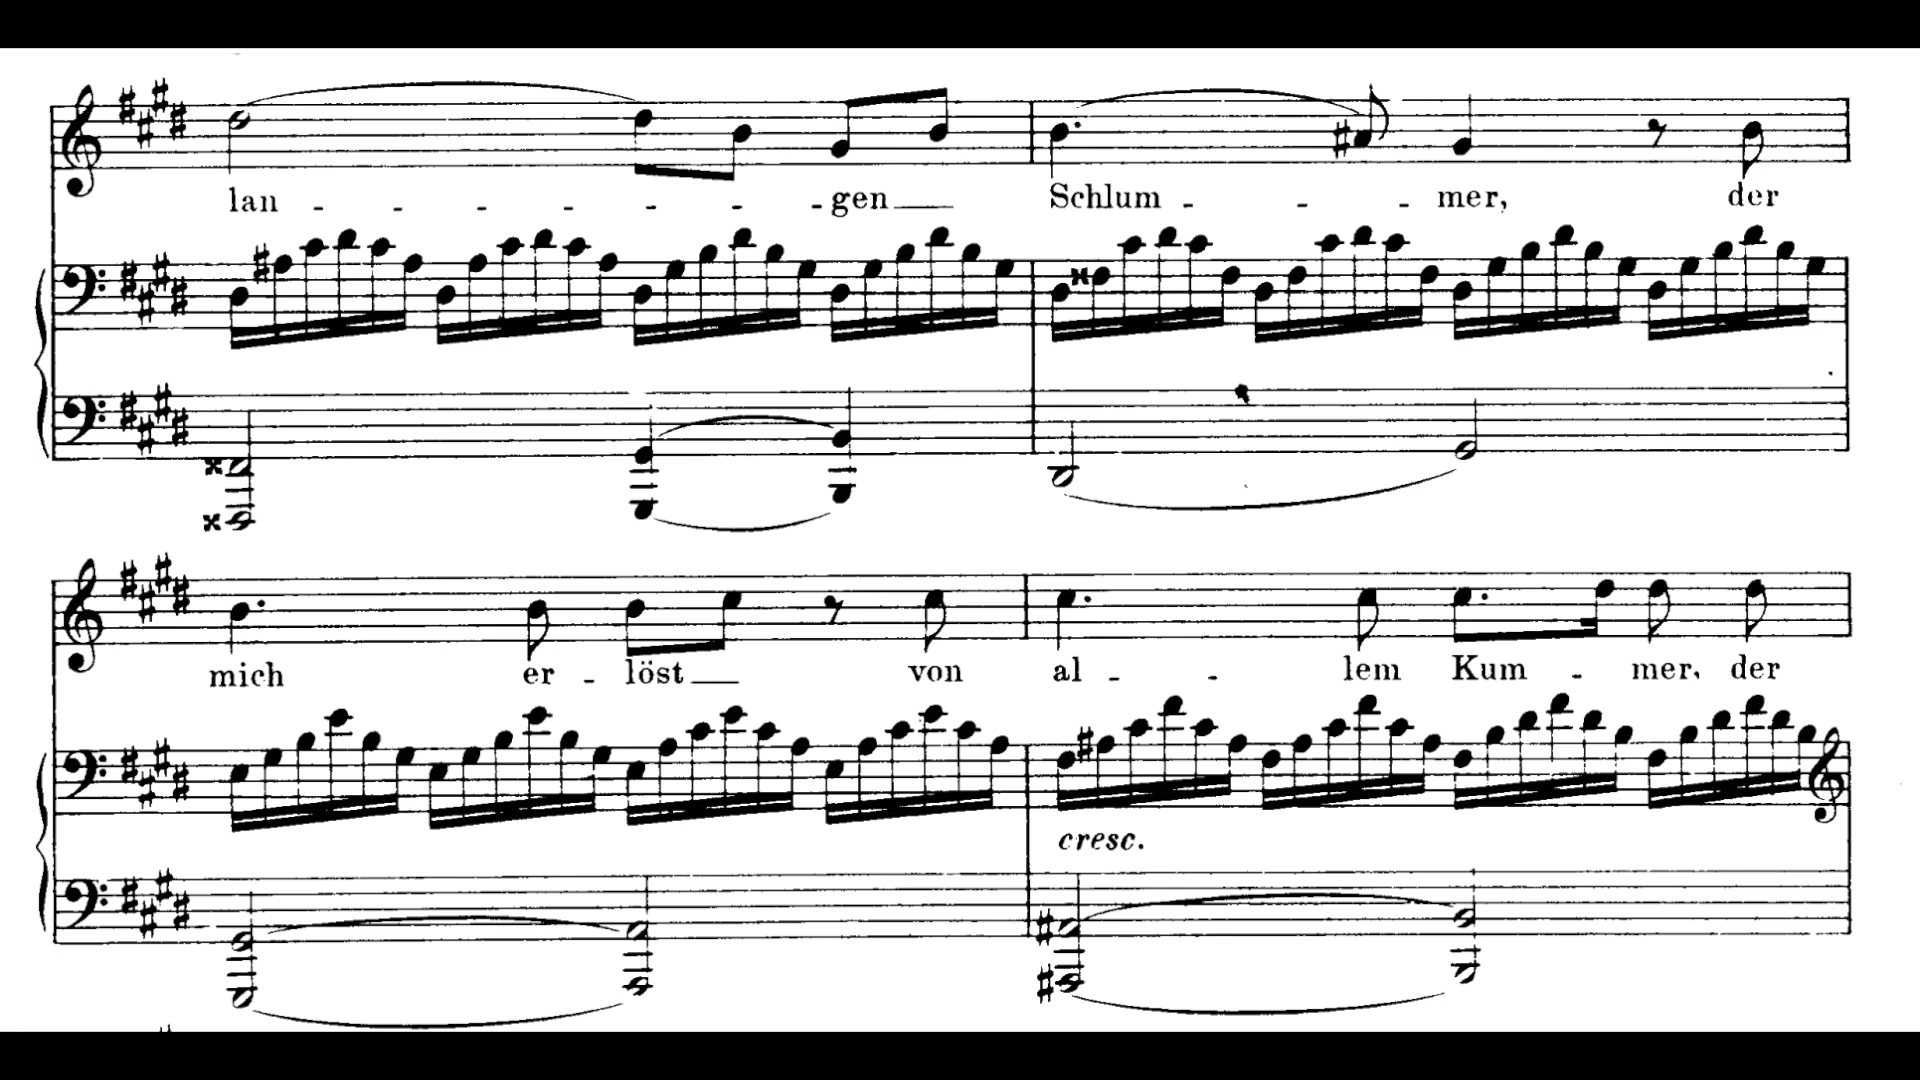 lan - - - - - - - gen
Schlum - - - mer, der
mich er - löst von al - - lem Kum - mer, der
cresc.